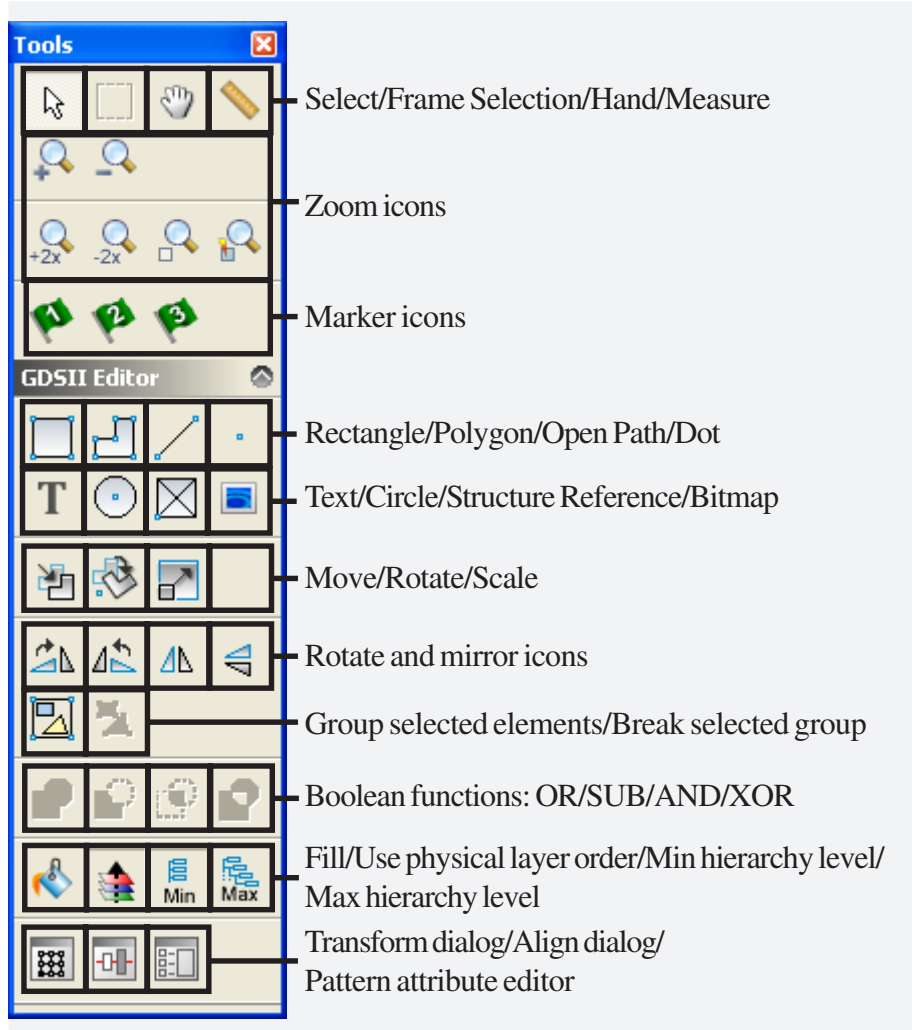 Tools
Select/Frame Selection/Hand/Measure
Zoom icons
+2x -2x
1 2 3
Marker icons
GDSII Editor
Rectangle/Polygon/Open Path/Dot
T
Text/Circle/Structure Reference/Bitmap
Move/Rotate/Scale
Rotate and mirror icons
Group selected elements/Break selected group
Boolean functions: OR/SUB/AND/XOR
Min Max
Fill/Use physical layer order/Min hierarchy level/
Max hierarchy level
Transform dialog/Align dialog/
Pattern attribute editor